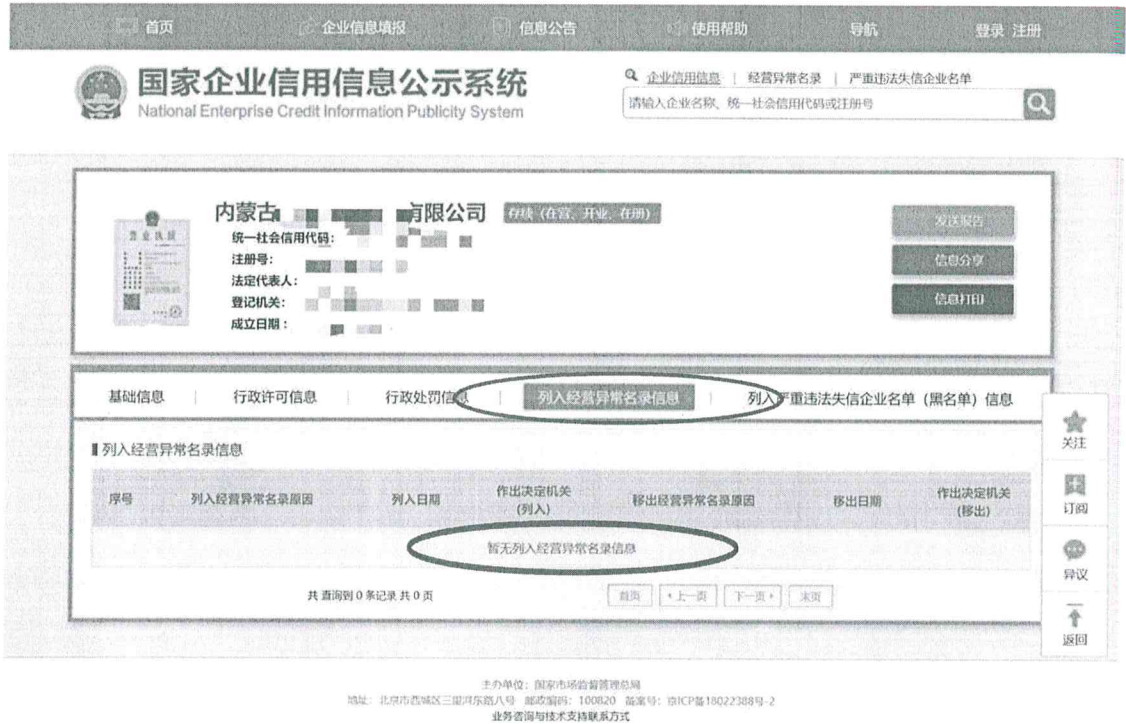 首页 企业信息填报 信息公告 使用帮助 导航 登录 注册
国家企业信用信息公示系统
National Enterprise Credit Information Publicity System
企业信用信息 | 经营异常名录 | 严重违法失信企业名单
请输入企业名称、统一社会信用代码或注册号
内蒙古 有限公司 存续（在营、开业、在册）
统一社会信用代码：
注册号：
法定代表人：
登记机关：
成立日期：
营业执照
发送报告
信息分享
信息打印
基础信息 | 行政许可信息 | 行政处罚信息 | 列入经营异常名录信息 | 列入严重违法失信企业名单（黑名单）信息
列入经营异常名录信息
序号 列入经营异常名录原因 列入日期 作出决定机关(列入) 移出经营异常名录原因 移出日期 作出决定机关(移出)
暂无列入经营异常名录信息
共 查询到 0 条记录 共 0 页
首页 上一页 下一页 末页
关注
订阅
异议
返回
主办单位：国家市场监督管理总局
地址：北京市西城区三里河东路八号 邮政编码：100820 备案号：京ICP备18022388号-2
业务咨询与技术支持联系方式